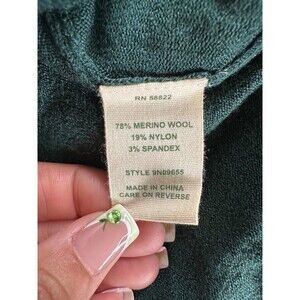 RN 58822
78% MERINO WOOL
19% NYLON
3% SPANDEX
STYLE 9N09655
MADE IN CHINA
CARE ON REVERSE